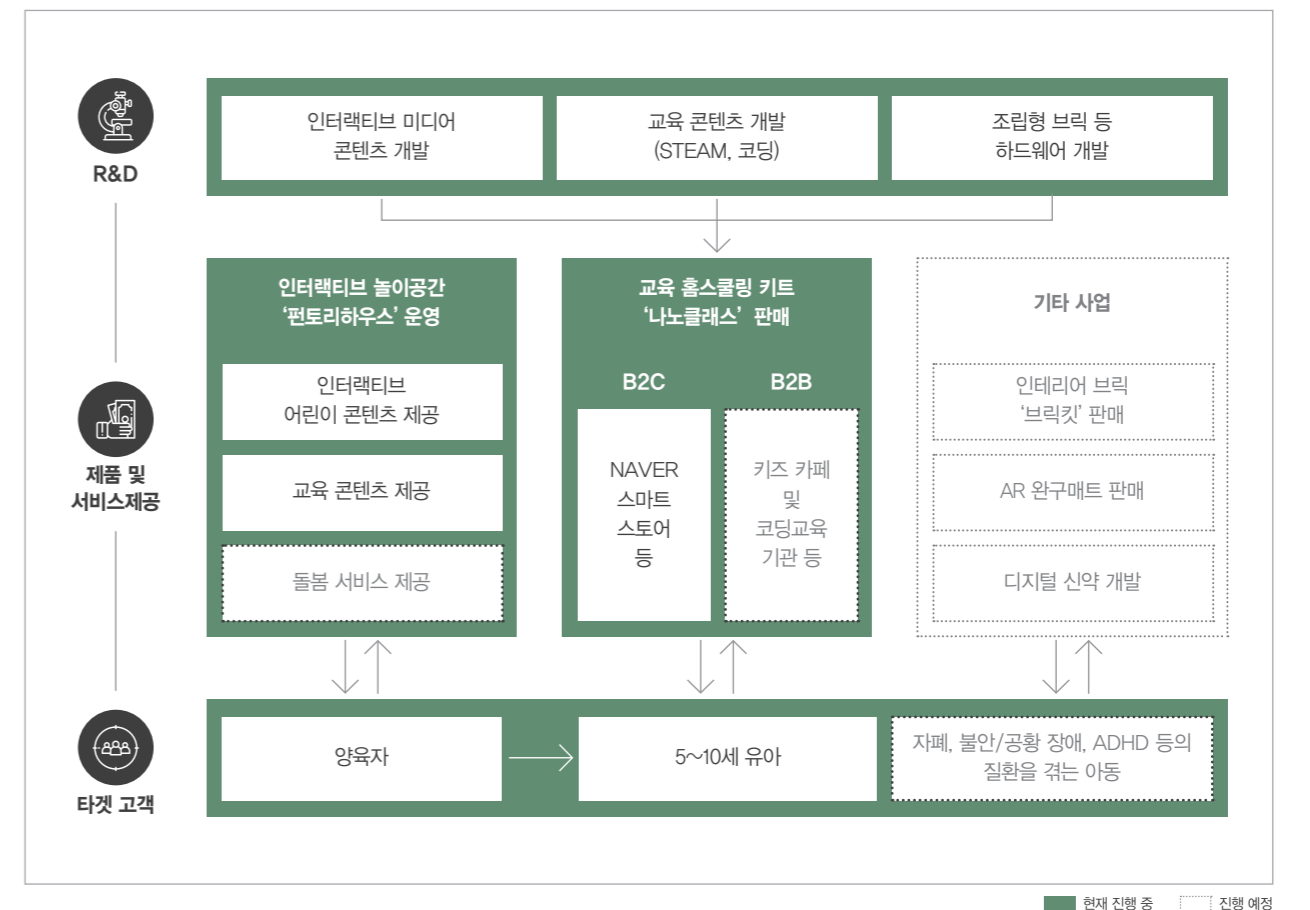 R&D
인터랙티브 미디어
콘텐츠 개발
교육 콘텐츠 개발
(STEAM, 코딩)
조립형 브릭 등
하드웨어 개발
제품 및
서비스제공
인터랙티브 놀이공간
‘펀토리하우스’ 운영
인터랙티브
어린이 콘텐츠 제공
교육 콘텐츠 제공
돌봄 서비스 제공
교육 홈스쿨링 키트
‘나노클래스’ 판매
B2C
NAVER
스마트
스토어
등
B2B
키즈 카페
및
코딩교육
기관 등
기타 사업
인테리어 브릭
‘브릭킷’ 판매
AR 완구매트 판매
디지털 신약 개발
타겟 고객
양육자
5~10세 유아
자폐, 불안/공황 장애, ADHD 등의
질환을 겪는 아동
현재 진행 중
진행 예정